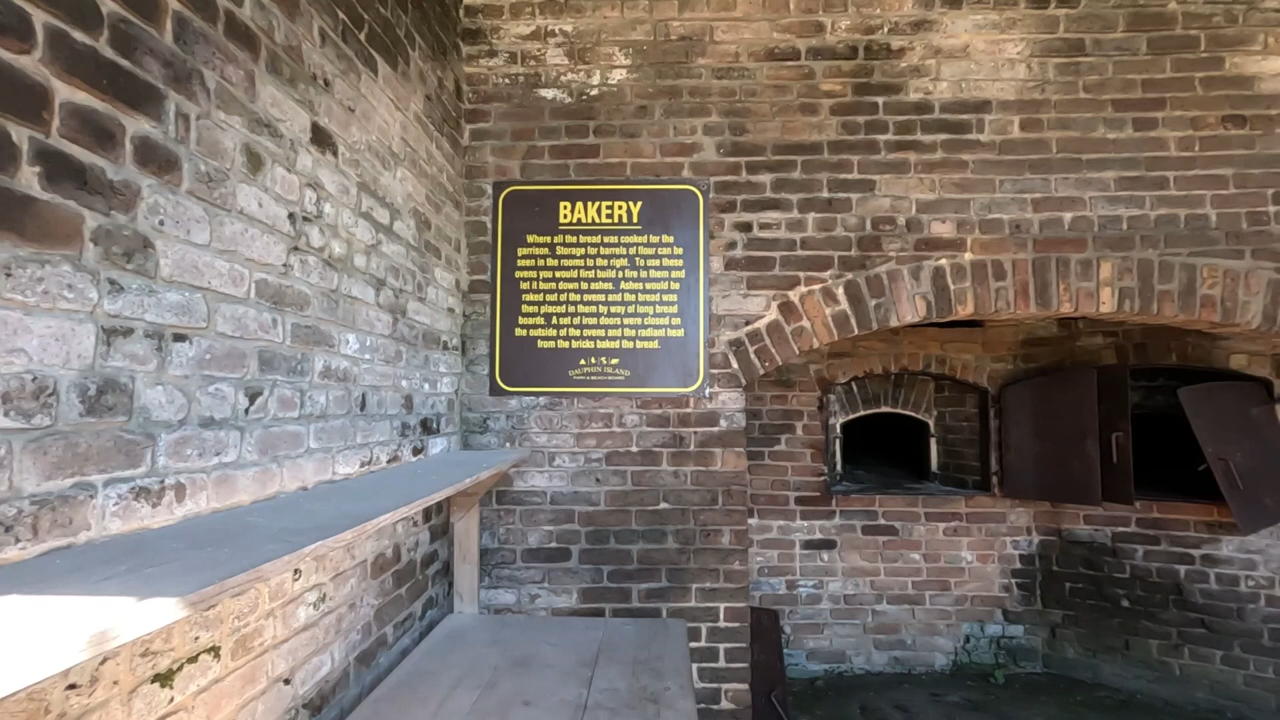 BAKERY
Where all the bread was cooked for the
garrison. Storage for barrels of flour can be
seen in the rooms to the right. To use these
ovens you would first build a fire in them and
let it burn down to ashes. Ashes would be
raked out of the ovens and the bread was
then placed in them by way of long bread
boards. A set of iron doors were closed on
the outside of the ovens and the radiant heat
from the bricks baked the bread.
DAUPHIN ISLAND
PARK & BEACH BOARD